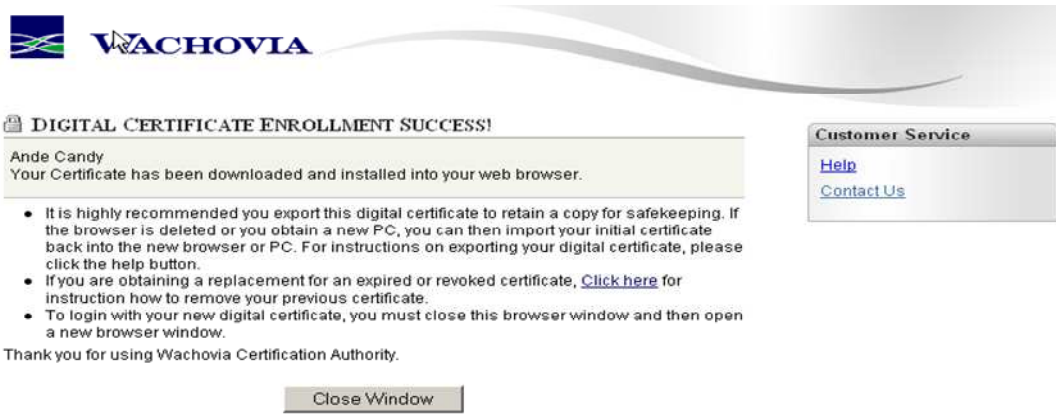 WACHOVIA
DIGITAL CERTIFICATE ENROLLMENT SUCCESS!
Ande Candy
Your Certificate has been downloaded and installed into your web browser.
• It is highly recommended you export this digital certificate to retain a copy for safekeeping. If
the browser is deleted or you obtain a new PC, you can then import your initial certificate
back into the new browser or PC. For instructions on exporting your digital certificate, please
click the help button.
• If you are obtaining a replacement for an expired or revoked certificate, Click here for
instruction how to remove your previous certificate.
• To login with your new digital certificate, you must close this browser window and then open
a new browser window.
Thank you for using Wachovia Certification Authority.
Close Window
Customer Service
Help
Contact Us